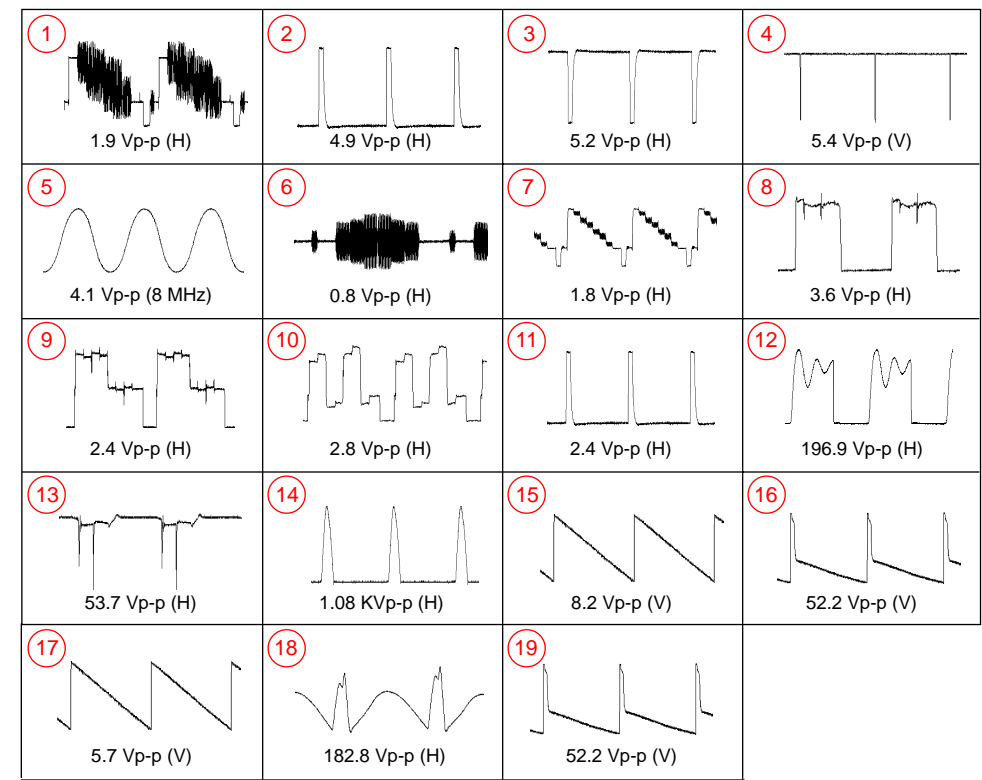 1
1.9 Vp-p (H)
2
4.9 Vp-p (H)
3
5.2 Vp-p (H)
4
5.4 Vp-p (V)
5
4.1 Vp-p (8 MHz)
6
0.8 Vp-p (H)
7
1.8 Vp-p (H)
8
3.6 Vp-p (H)
9
2.4 Vp-p (H)
10
2.8 Vp-p (H)
11
2.4 Vp-p (H)
12
196.9 Vp-p (H)
13
53.7 Vp-p (H)
14
1.08 KVp-p (H)
15
8.2 Vp-p (V)
16
52.2 Vp-p (V)
17
5.7 Vp-p (V)
18
182.8 Vp-p (H)
19
52.2 Vp-p (V)